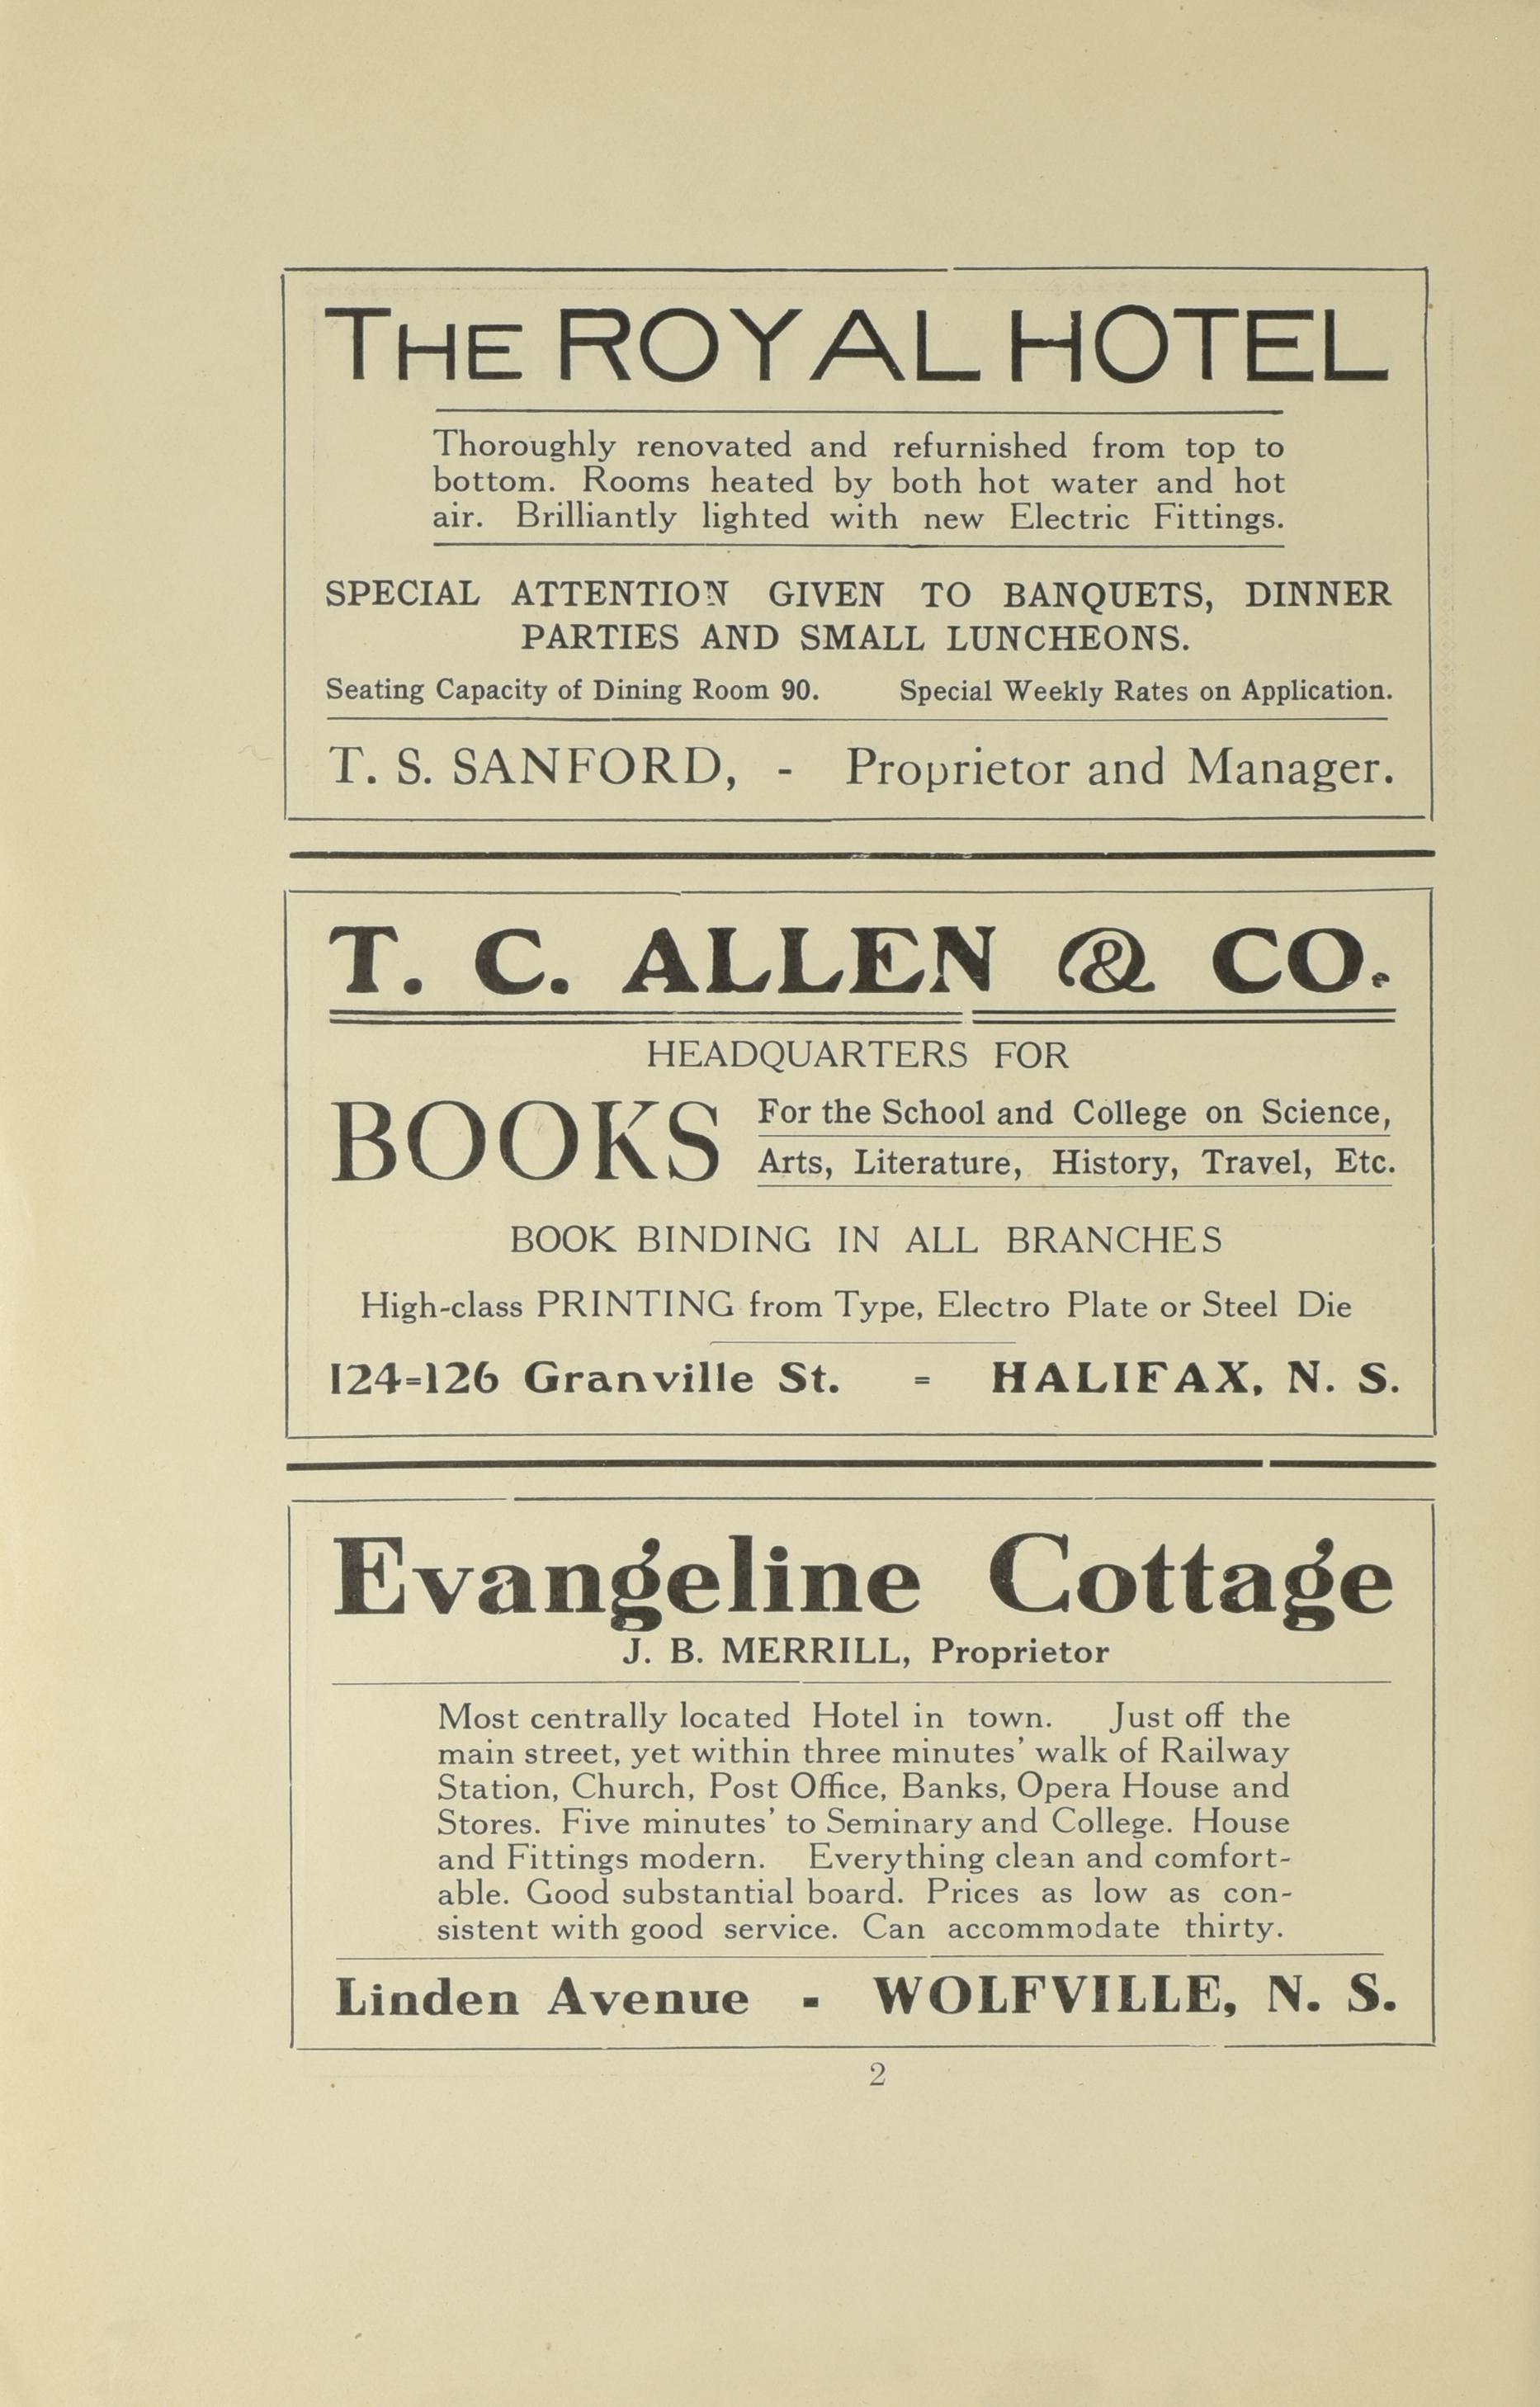 THE ROYAL HOTEL
Thoroughly renovated and refurnished from top to
bottom. Rooms heated by both hot water and hot
air. Brilliantly lighted with new Electric Fittings.
SPECIAL ATTENTION GIVEN TO BANQUETS, DINNER
PARTIES AND SMALL LUNCHEONS.
Seating Capacity of Dining Room 90. Special Weekly Rates on Application.
T. S. SANFORD, - Proprietor and Manager.
T. C. ALLEN & CO.
HEADQUARTERS FOR
BOOKS
For the School and College on Science,
Arts, Literature, History, Travel, Etc.
BOOK BINDING IN ALL BRANCHES
High-class PRINTING from Type, Electro Plate or Steel Die
124=126 Granville St. = HALIFAX, N. S.
Evangeline Cottage
J. B. MERRILL, Proprietor
Most centrally located Hotel in town. Just off the
main street, yet within three minutes' walk of Railway
Station, Church, Post Office, Banks, Opera House and
Stores. Five minutes' to Seminary and College. House
and Fittings modern. Everything clean and comfort-
able. Good substantial board. Prices as low as con-
sistent with good service. Can accommodate thirty.
Linden Avenue - WOLFVILLE, N. S.
2